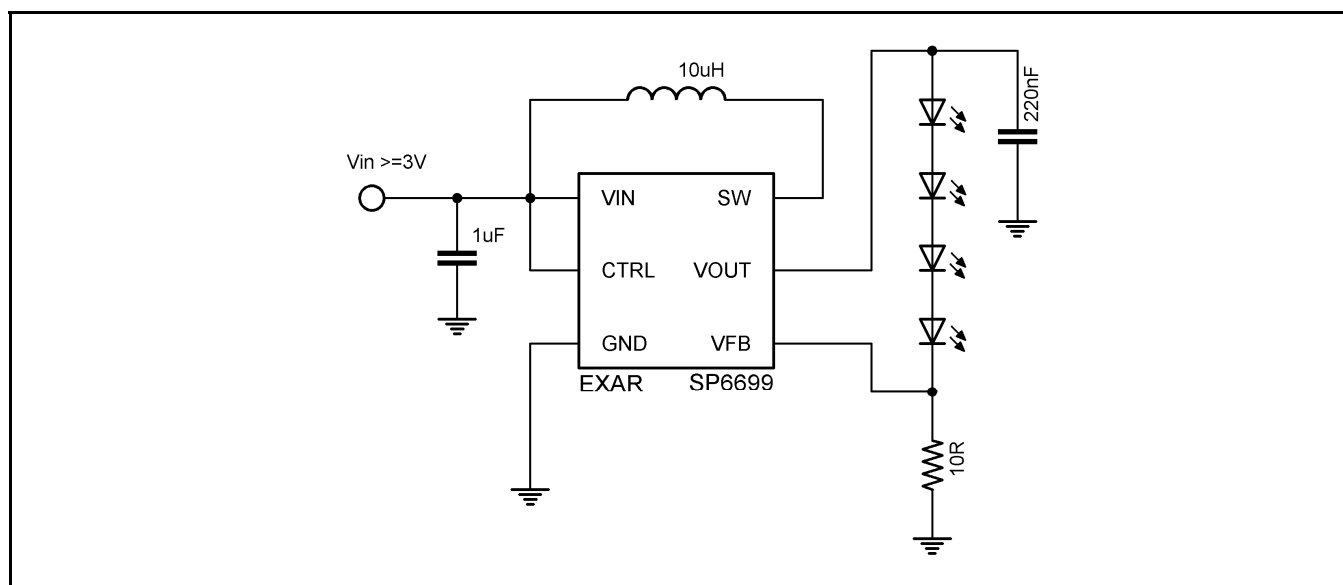 10uH
220nF
Vin >=3V
VIN
SW
1uF
CTRL
VOUT
GND
VFB
EXAR
SP6699
10R